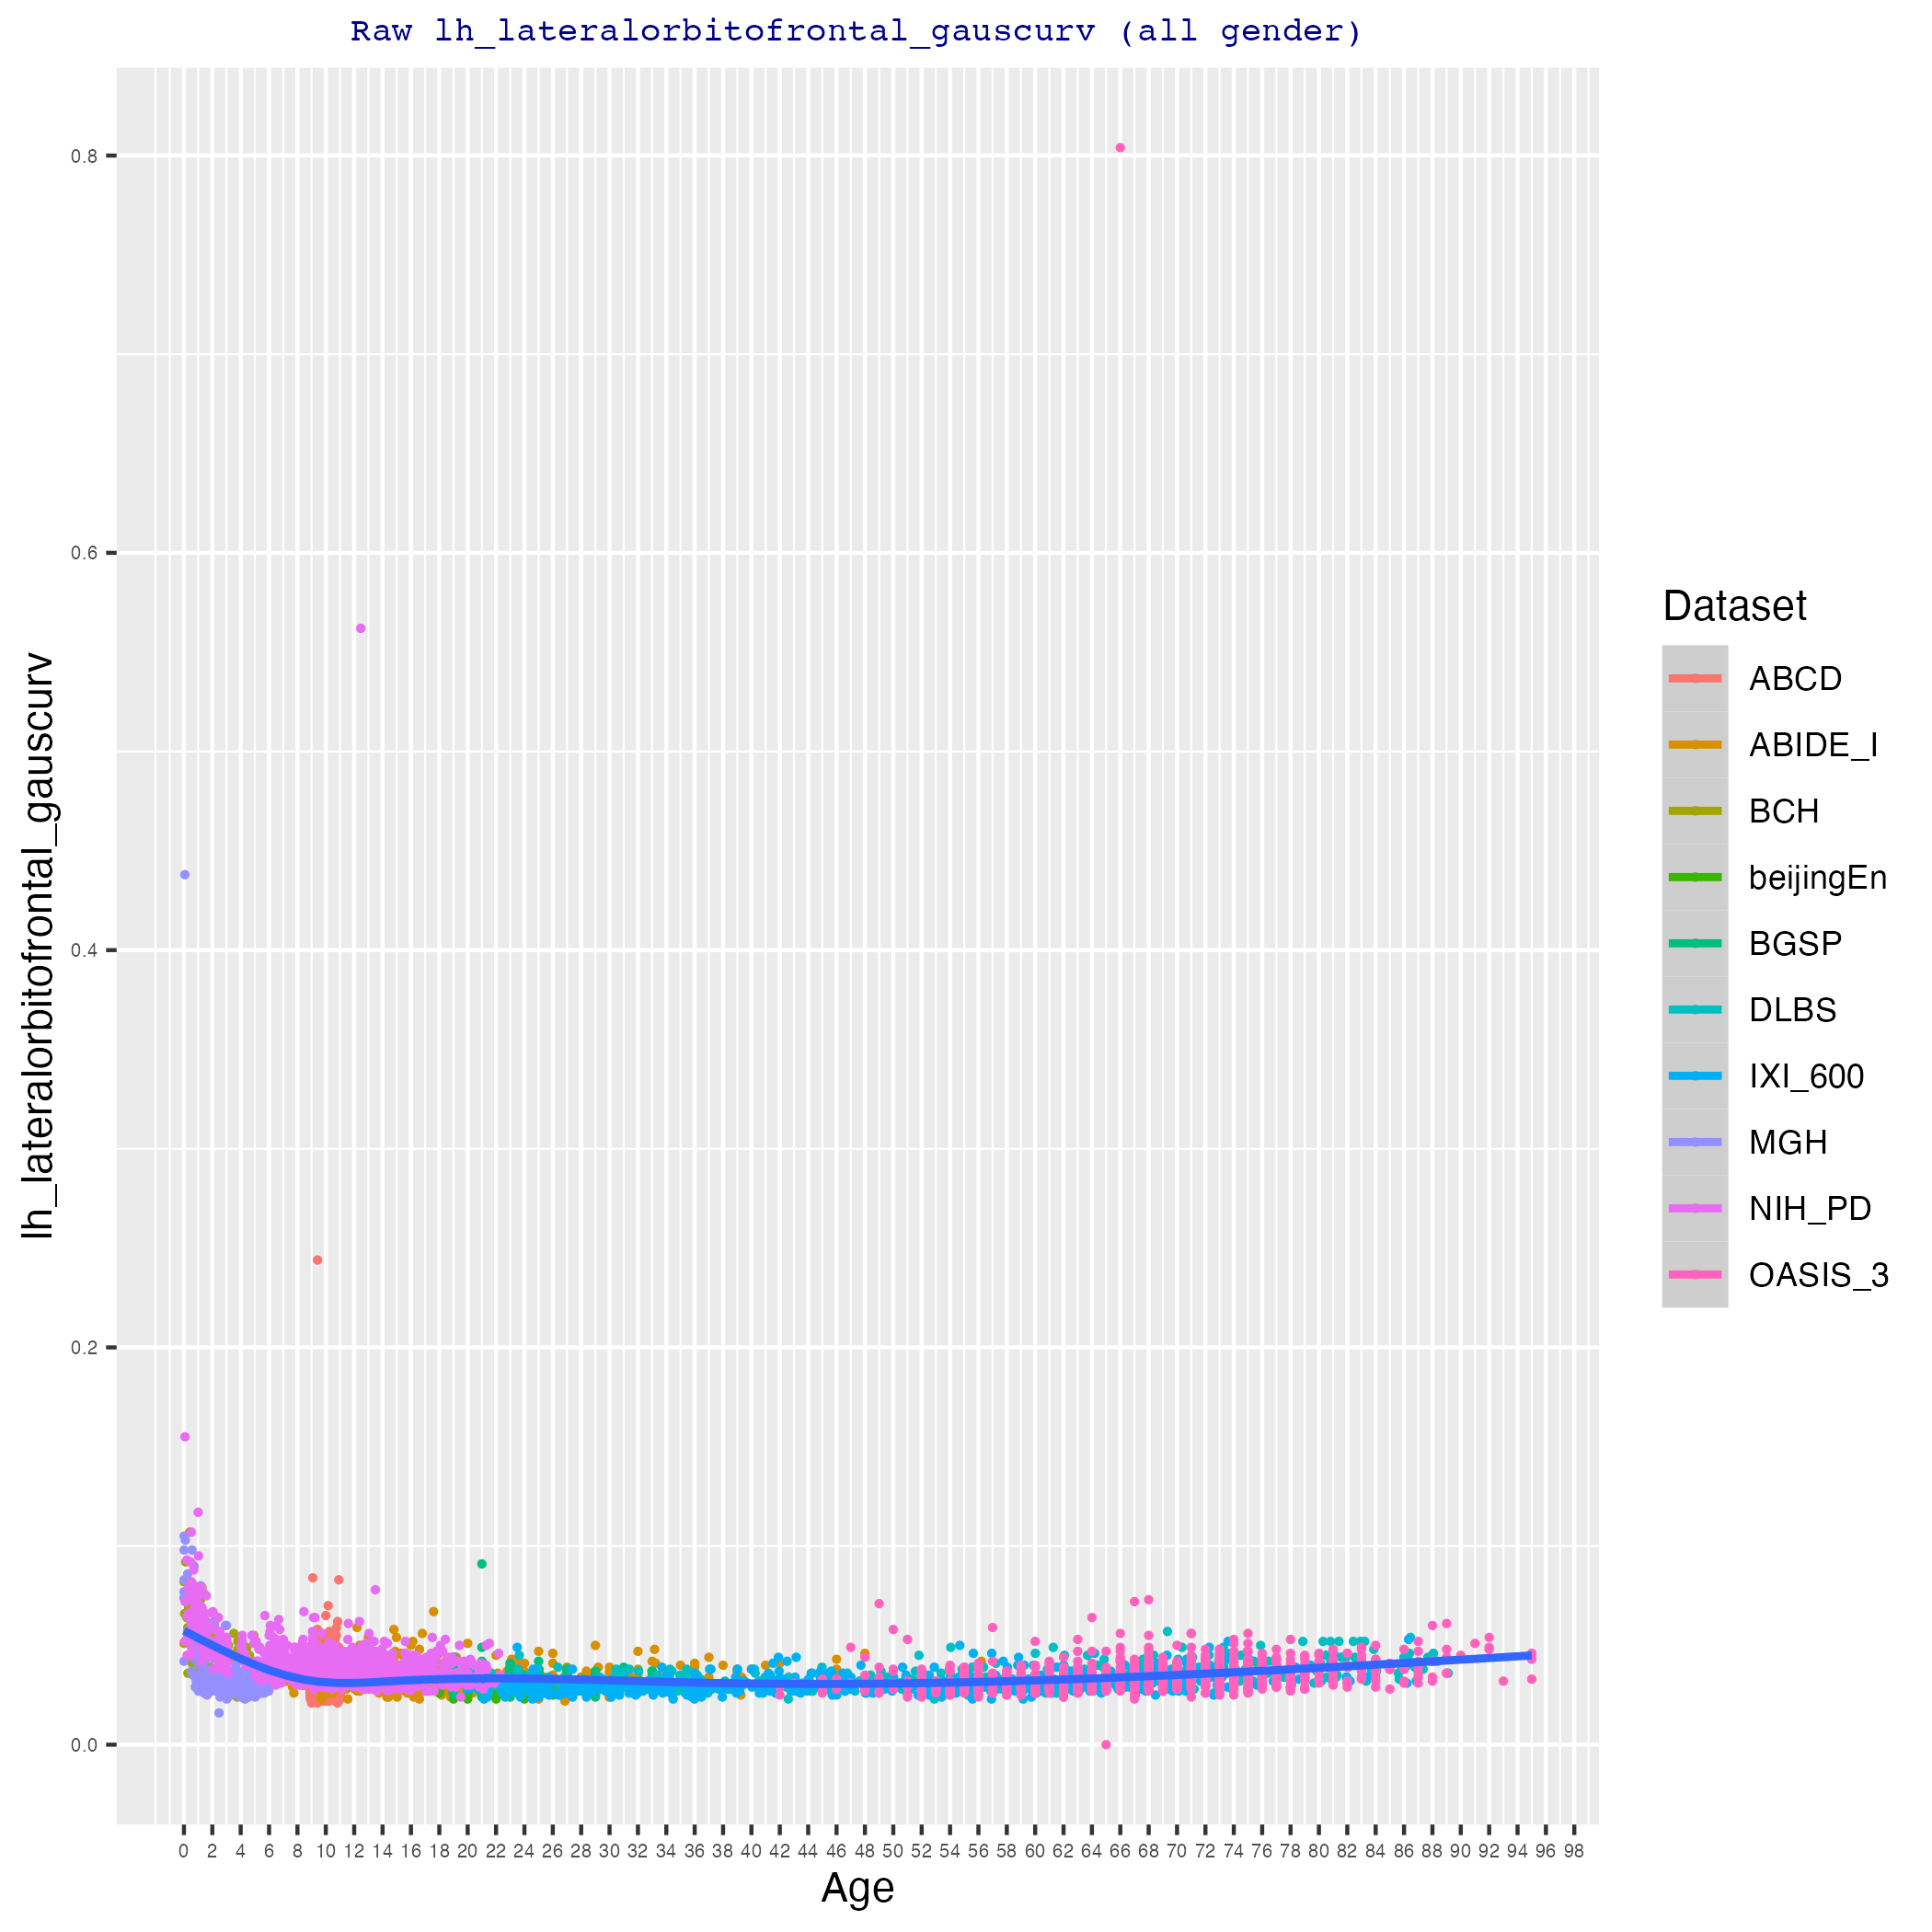 Raw lh_lateralorbitofrontal_gauscurv (all gender)
lh_lateralorbitofrontal_gauscurv
0.8
0.6
0.4
0.2
0.0
0 2 4 6 8 10 12 14 16 18 20 22 24 26 28 30 32 34 36 38 40 42 44 46 48 50 52 54 56 58 60 62 64 66 68 70 72 74 76 78 80 82 84 86 88 90 92 94 96 98
Age
Dataset
ABCD
ABIDE_I
BCH
beijingEn
BGSP
DLBS
IXI_600
MGH
NIH_PD
OASIS_3